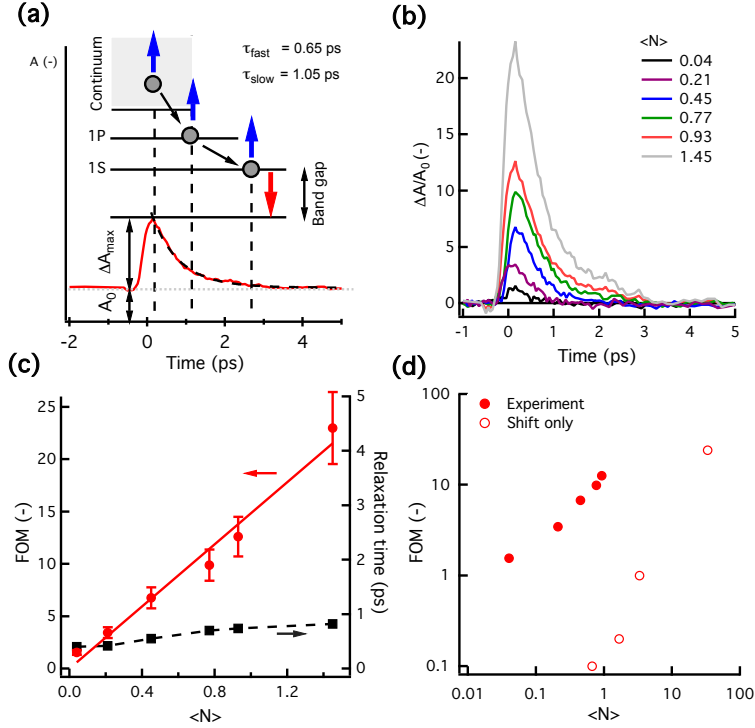 (a)
A (-)
Continuum
1P
1S
τfast = 0.65 ps
τslow = 1.05 ps
Band gap
ΔAmax
A0
-2 0 2 4
Time (ps)
(b)
<N>
0.04
0.21
0.45
0.77
0.93
1.45
ΔA/A0 (-)
20
15
10
5
0
-1 0 1 2 3 4 5
Time (ps)
(c)
FOM (-)
25
20
15
10
5
0
Relaxation time (ps)
5
4
3
2
1
0
0.0 0.4 0.8 1.2
<N>
(d)
Experiment
Shift only
FOM (-)
100
10
1
0.1
0.01 0.1 1 10 100
<N>